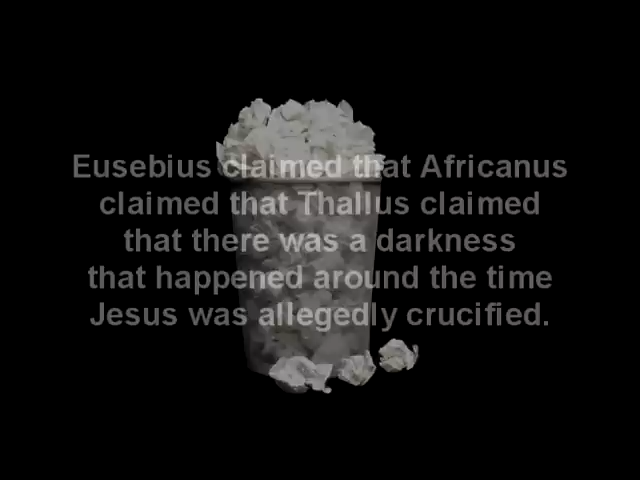 Eusebius claimed that Africanus
claimed that Thallus claimed
that there was a darkness
that happened around the time
Jesus was allegedly crucified.